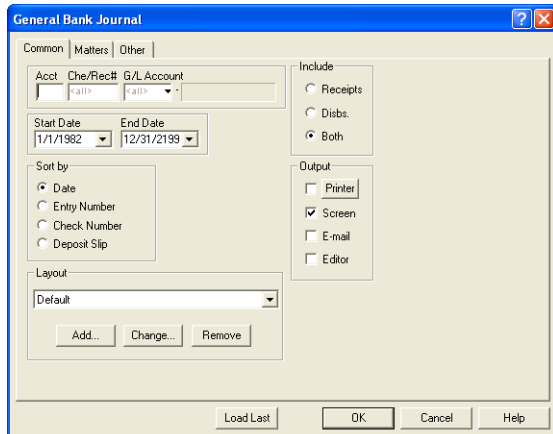 General Bank Journal
Common Matters Other
Acct Che/Rec# G/L Account
<all> <all>
Start Date End Date
1/1/1982 12/31/2199
Sort by
Date
Entry Number
Check Number
Deposit Slip
Layout
Default
Add... Change... Remove
Include
Receipts
Disbs.
Both
Output
Printer
Screen
E-mail
Editor
Load Last OK Cancel Help